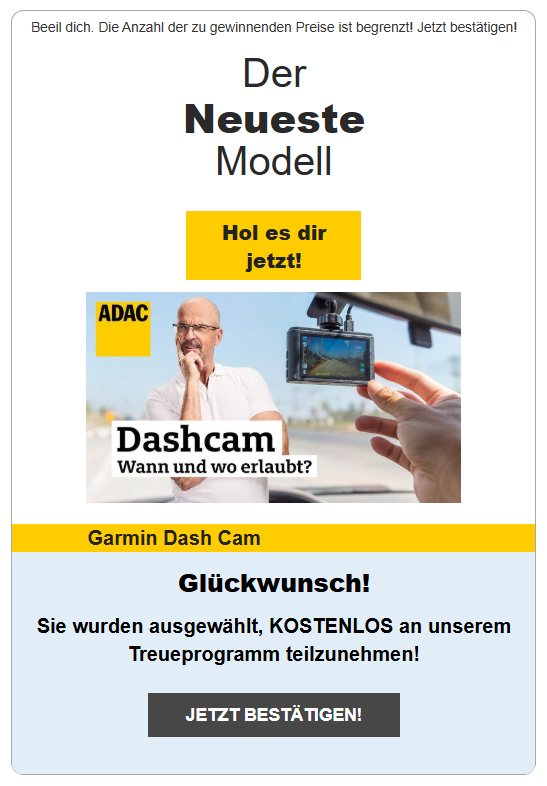 Beeil dich. Die Anzahl der zu gewinnenden Preise ist begrenzt! Jetzt bestätigen!
Der
Neueste
Modell
Hol es dir
jetzt!
ADAC
Dashcam
Wann und wo erlaubt?
Garmin Dash Cam
Glückwunsch!
Sie wurden ausgewählt, KOSTENLOS an unserem
Treueprogramm teilzunehmen!
JETZT BESTÄTIGEN!